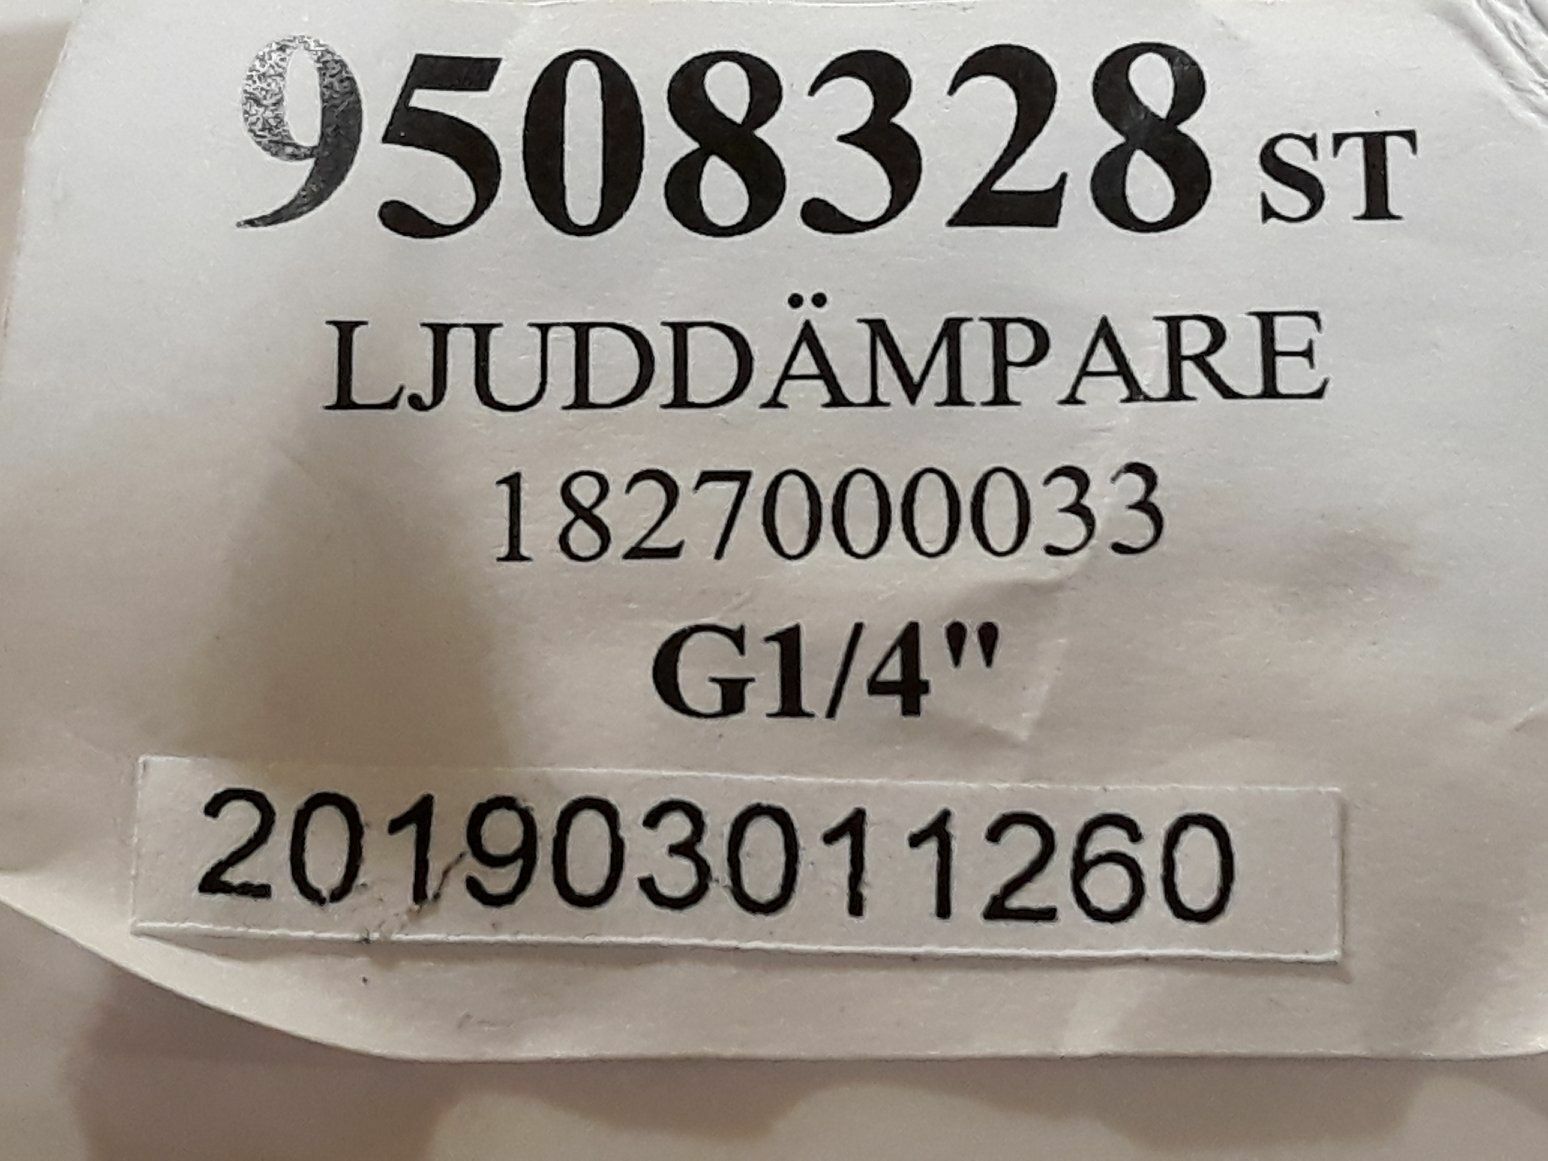 9508328 ST
LJUDDÄMPARE
1827000033
G1/4"
201903011260